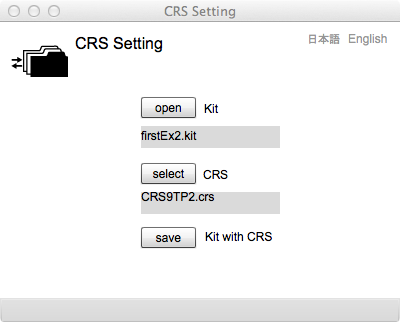 CRS Setting
CRS Setting
日本語 English
open Kit
firstEx2.kit
select CRS
CRS9TP2.crs
save Kit with CRS